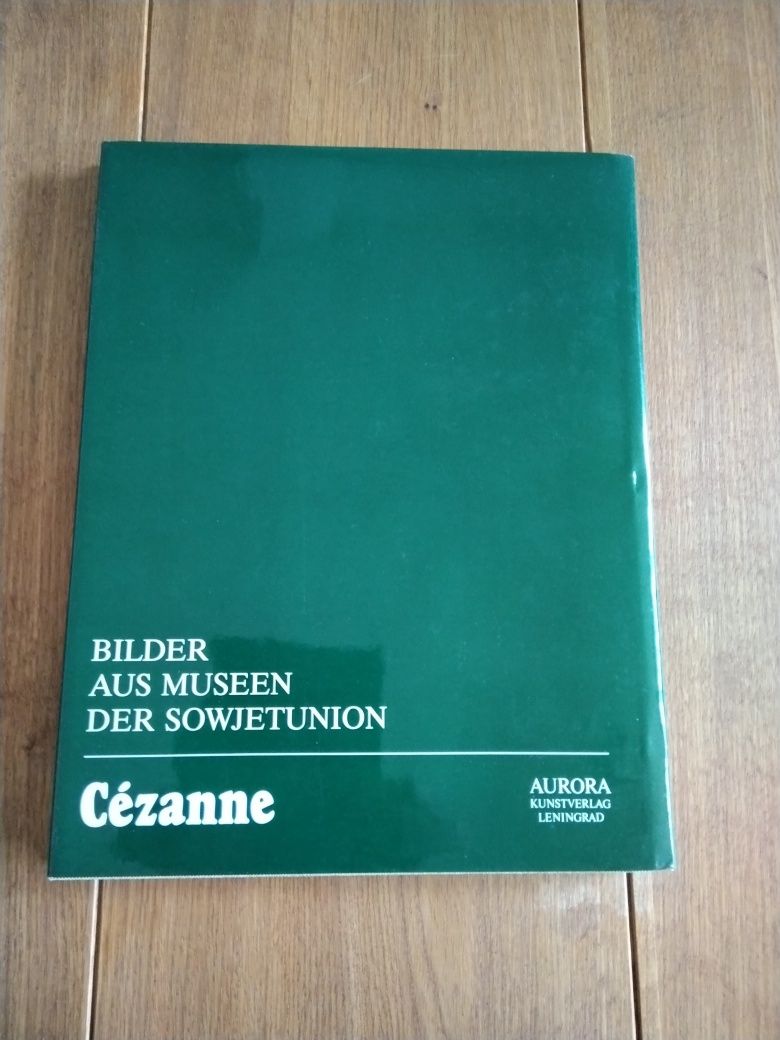 BILDER
AUS MUSEEN
DER SOWJETUNION
Cézanne
AURORA
KUNSTVERLAG
LENINGRAD